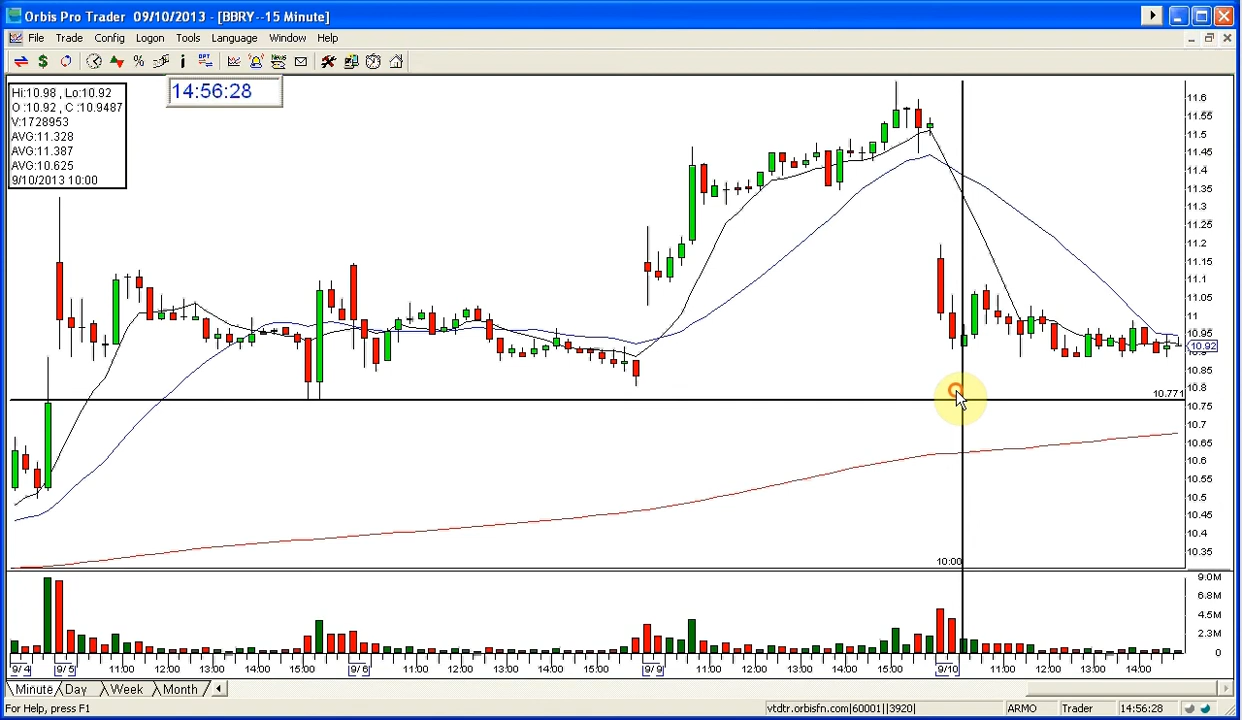 Orbis Pro Trader 09/10/2013 - [BBRY--15 Minute]
File Trade Config Logon Tools Language Window Help
OPT
News
14:56:28
Hi:10.98 , Lo:10.92
O :10.92 , C :10.9487
V:1728953
AVG:11.328
AVG:11.387
AVG:10.625
9/10/2013 10:00
11.6
11.55
11.5
11.45
11.4
11.35
11.3
11.25
11.2
11.15
11.1
11.05
11
10.95
10.92
10.85
10.8
10.771
10.75
10.7
10.65
10.6
10.55
10.5
10.45
10.4
10.35
10:00
9.0M
6.8M
4.5M
2.3M
0
9/ 4 9/ 5 11:00 12:00 13:00 14:00 15:00 9/ 6 11:00 12:00 13:00 14:00 15:00 9/ 9 11:00 12:00 13:00 14:00 15:00 9/10 11:00 12:00 13:00 14:00
Minute Day Week Month
For Help, press F1 vtdtr.orbisfn.com|60001||3920| ARMO Trader 14:56:28